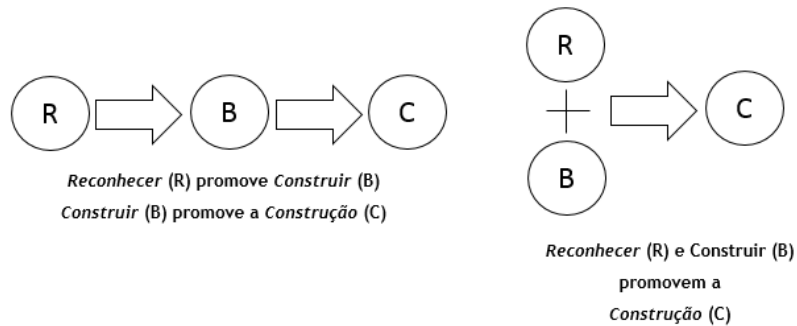 R
B
C
Reconhecer (R) promove Construir (B)
Construir (B) promove a Construção (C)
R
B
C
Reconhecer (R) e Construir (B)
promovem a
Construção (C)